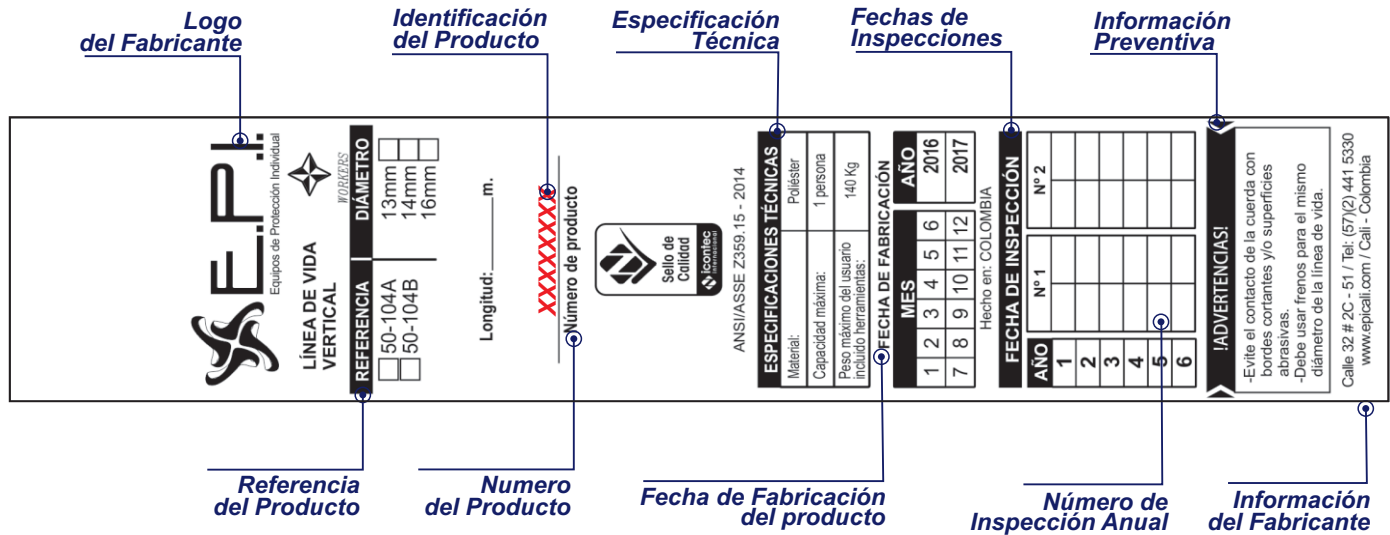 Logo
del Fabricante
Identificación
del Producto
Especificación
Técnica
Fechas de
Inspecciones
Información
Preventiva
E.P.I.
Equipos de Protección Individual
LÍNEA DE VIDA
VERTICAL
WORKERS
REFERENCIA DIÁMETRO
50-104A 13mm
50-104B 14mm
16mm
Longitud:______m.
XXXXXXXX
Número de producto
Sello de
Calidad
icontec
internacional
ANSI/ASSE Z359.15 - 2014
ESPECIFICACIONES TÉCNICAS
Material: Poliéster
Capacidad máxima: 1 persona
Peso máximo del usuario
incluido herramientas: 140 Kg
FECHA DE FABRICACIÓN
MES AÑO
1 2 3 4 5 6 2016
7 8 9 10 11 12 2017
Hecho en: COLOMBIA
FECHA DE INSPECCIÓN
AÑO Nº 1 Nº 2
1
2
3
4
5
6
!ADVERTENCIAS!
-Evite el contacto de la cuerda con
bordes cortantes y/o superficies
abrasivas.
-Debe usar frenos para el mismo
diámetro de la línea de vida.
Calle 32 # 2C - 51 / Tel: (57)(2) 441 5330
www.epicali.com / Cali - Colombia
Referencia
del Producto
Numero
del Producto
Fecha de Fabricación
del producto
Número de
Inspección Anual
Información
del Fabricante